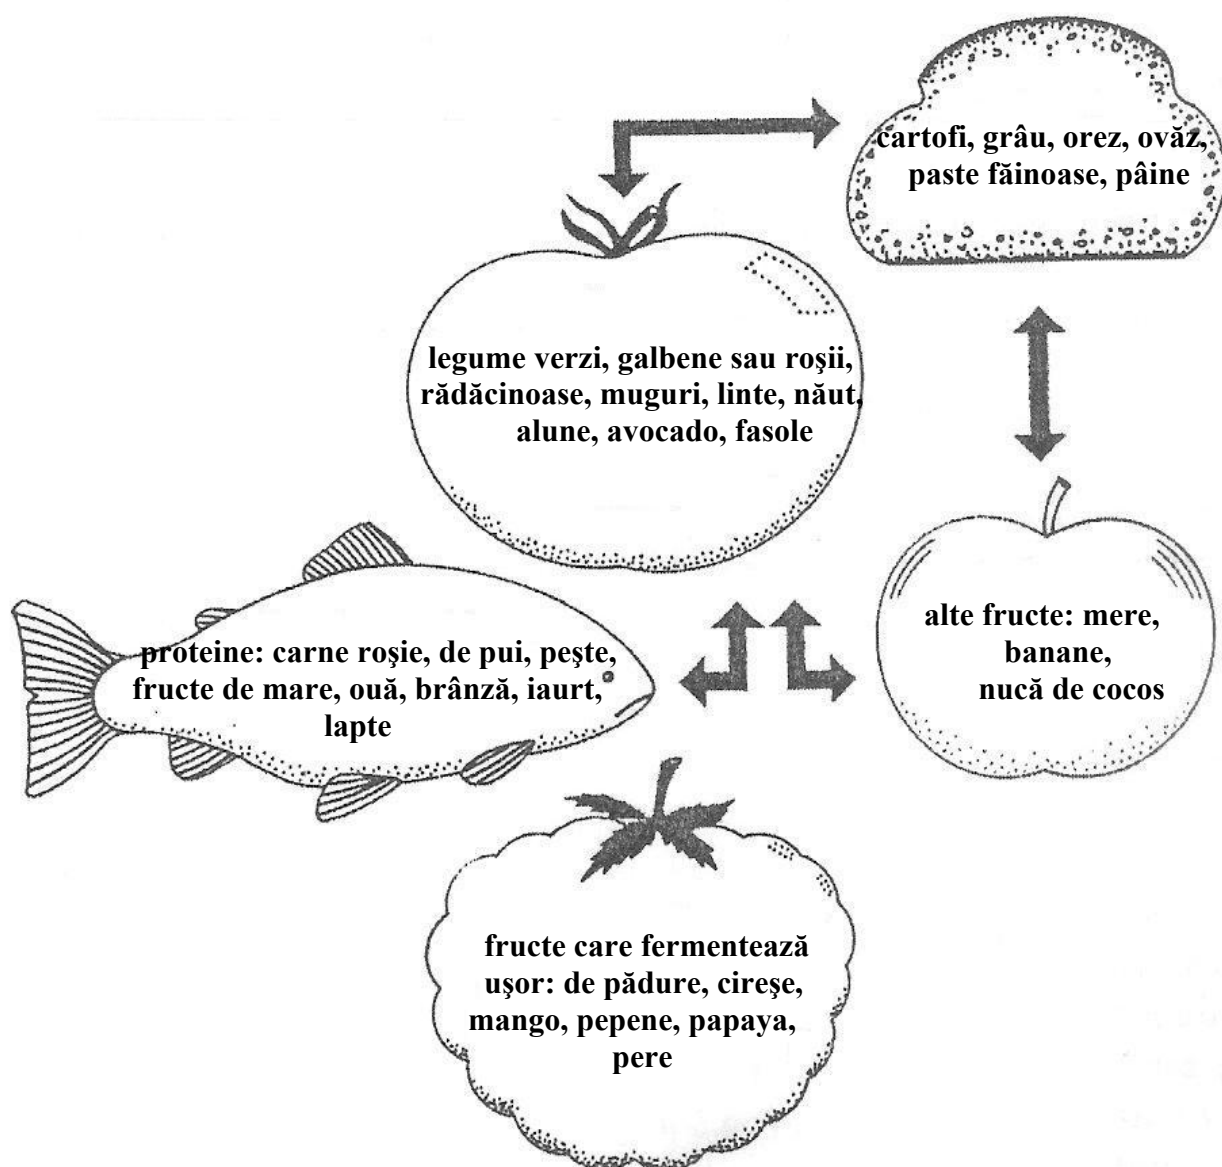 cartofi, grâu, orez, ovăz,
paste făinoase, pâine
legume verzi, galbene sau roşii,
rădăcinoase, muguri, linte, năut,
alune, avocado, fasole
alte fructe: mere,
banane,
nucă de cocos
proteine: carne roşie, de pui, peşte,
fructe de mare, ouă, brânză, iaurt,
lapte
fructe care fermentează
uşor: de pădure, cireşe,
mango, pepene, papaya,
pere